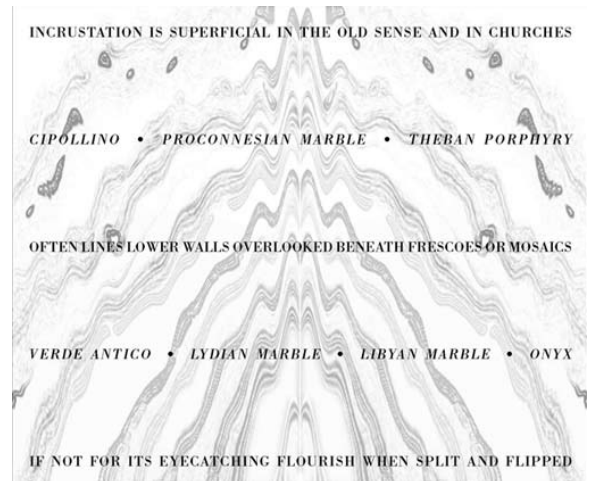 INCRUSTATION IS SUPERFICIAL IN THE OLD SENSE AND IN CHURCHES
CIPOLLINO • PROCONNESIAN MARBLE • THEBAN PORPHYRY
OFTEN LINES LOWER WALLS OVERLOOKED BENEATH FRESCOES OR MOSAICS
VERDE ANTICO • LYDIAN MARBLE • LIBYAN MARBLE • ONYX
IF NOT FOR ITS EYECATCHING FLOURISH WHEN SPLIT AND FLIPPED